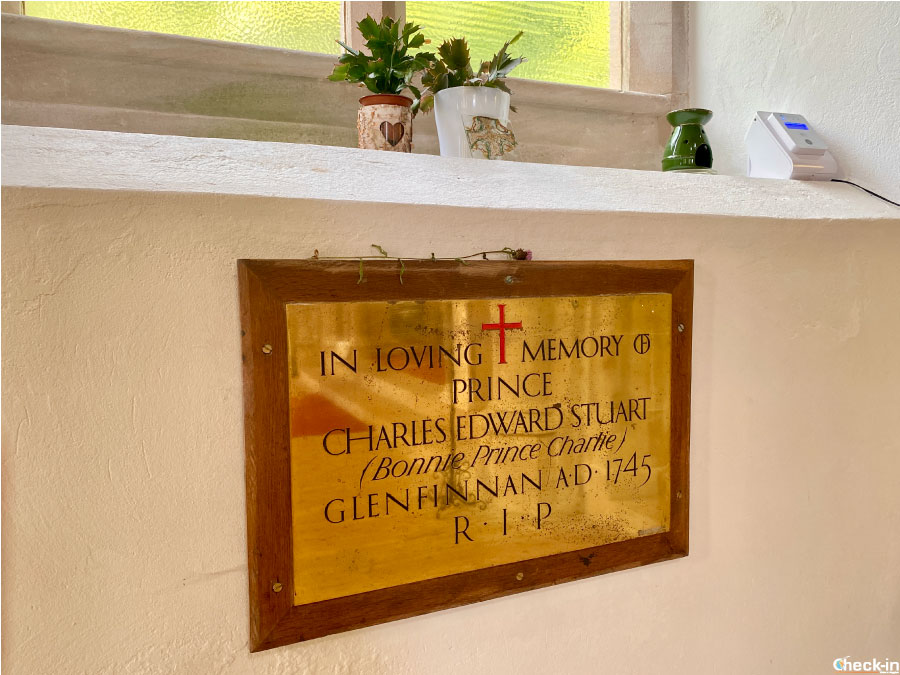 IN LOVING MEMORY OF
PRINCE
CHARLES EDWARD STUART
(Bonnie Prince Charlie)
GLENFINNAN A·D· 1745
R·I·P
Check-in